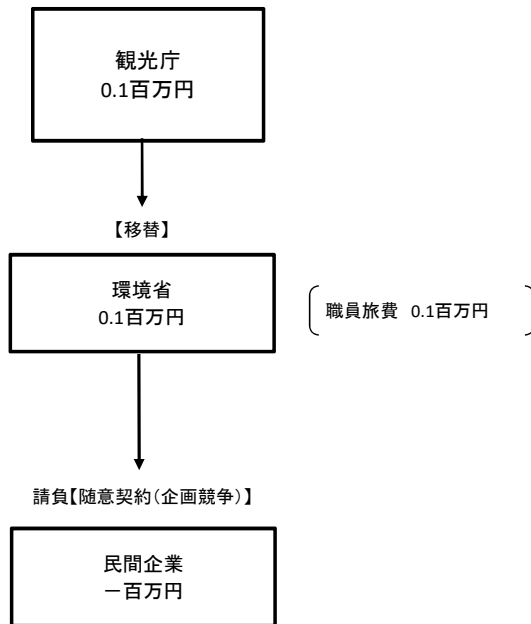 観光庁
0.1百万円
【移替】
環境省
0.1百万円
職員旅費 0.1百万円
請負【随意契約(企画競争)】
民間企業
－百万円